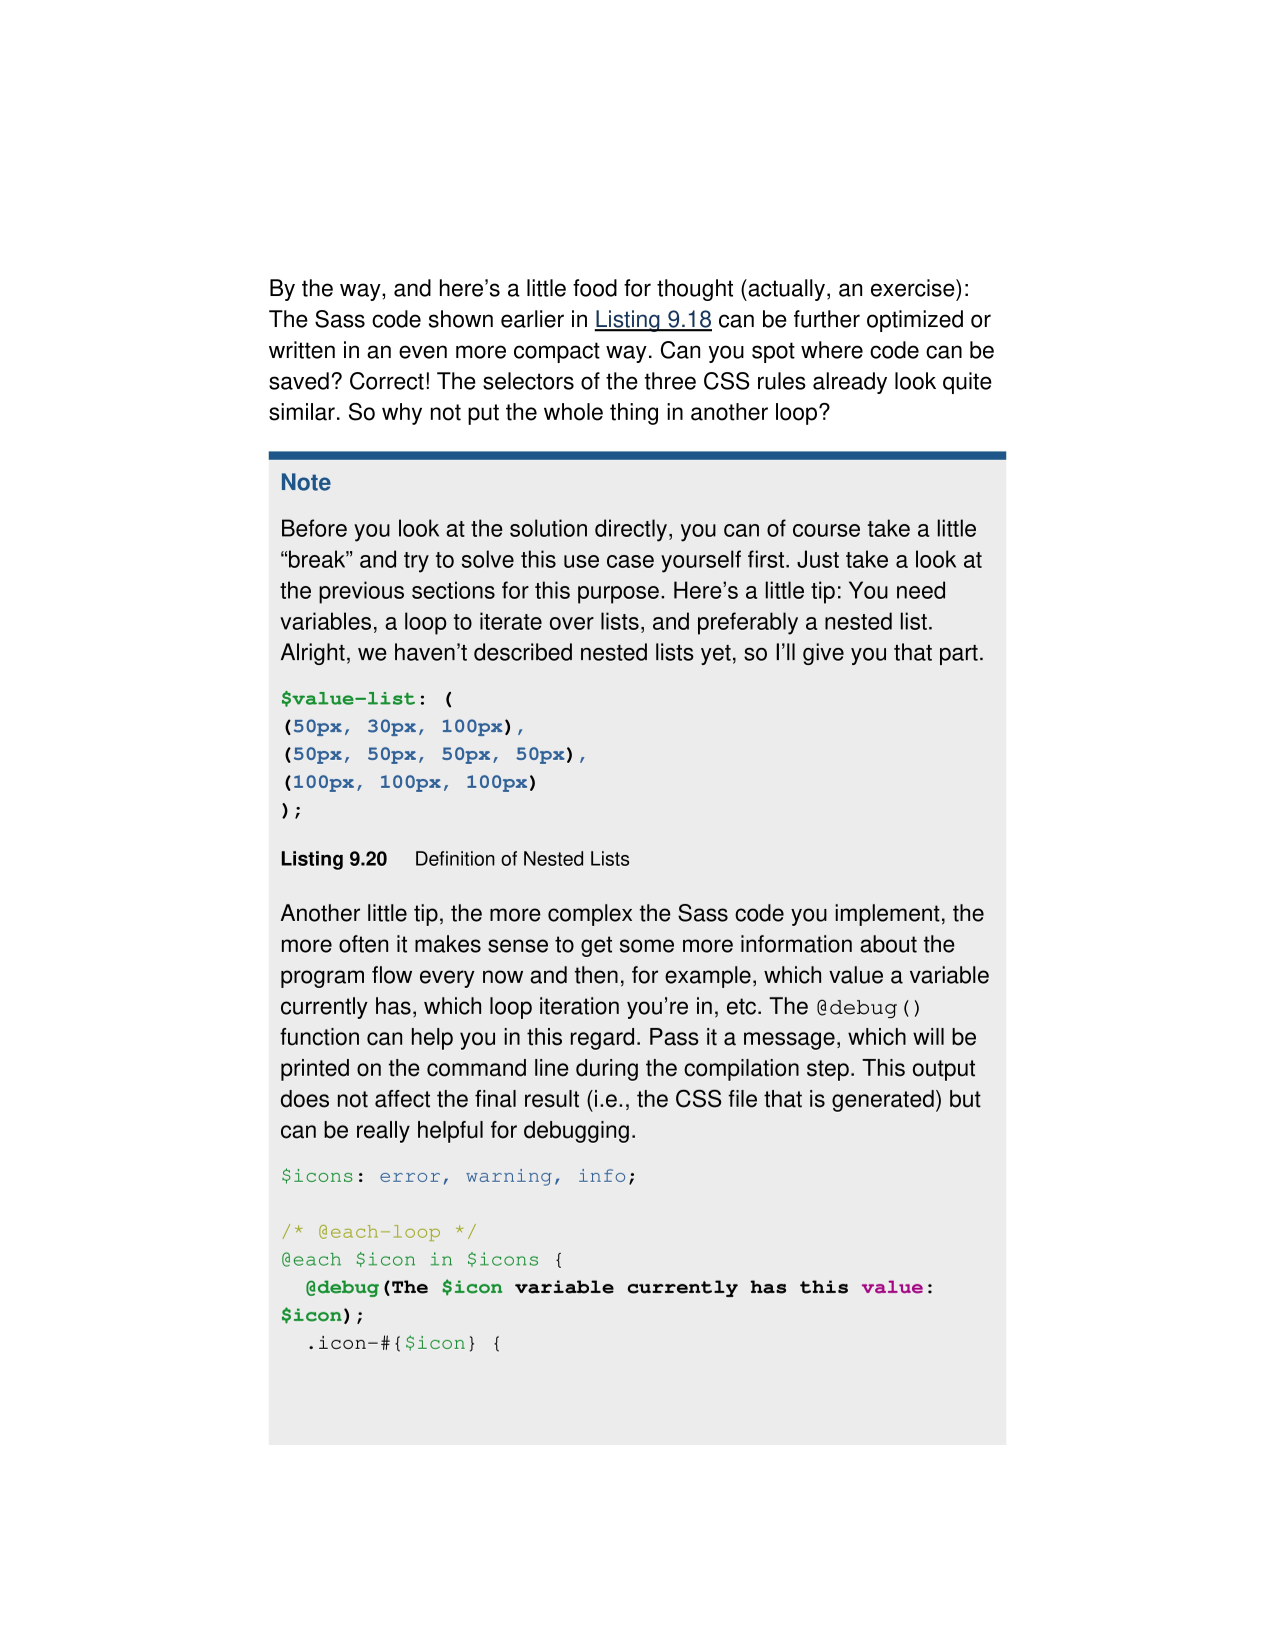 By the way, and here’s a little food for thought (actually, an exercise):
The Sass code shown earlier in Listing 9.18 can be further optimized or
written in an even more compact way. Can you spot where code can be
saved? Correct! The selectors of the three CSS rules already look quite
similar. So why not put the whole thing in another loop?
Note
Before you look at the solution directly, you can of course take a little
“break” and try to solve this use case yourself first. Just take a look at
the previous sections for this purpose. Here’s a little tip: You need
variables, a loop to iterate over lists, and preferably a nested list.
Alright, we haven’t described nested lists yet, so I’ll give you that part.
$value-list: (
(50px, 30px, 100px),
(50px, 50px, 50px, 50px),
(100px, 100px, 100px)
);
Listing 9.20 Definition of Nested Lists
Another little tip, the more complex the Sass code you implement, the
more often it makes sense to get some more information about the
program flow every now and then, for example, which value a variable
currently has, which loop iteration you’re in, etc. The @debug()
function can help you in this regard. Pass it a message, which will be
printed on the command line during the compilation step. This output
does not affect the final result (i.e., the CSS file that is generated) but
can be really helpful for debugging.
$icons: error, warning, info;
/* @each-loop */
@each $icon in $icons {
  @debug(The $icon variable currently has this value:
$icon);
  .icon-#{$icon} {